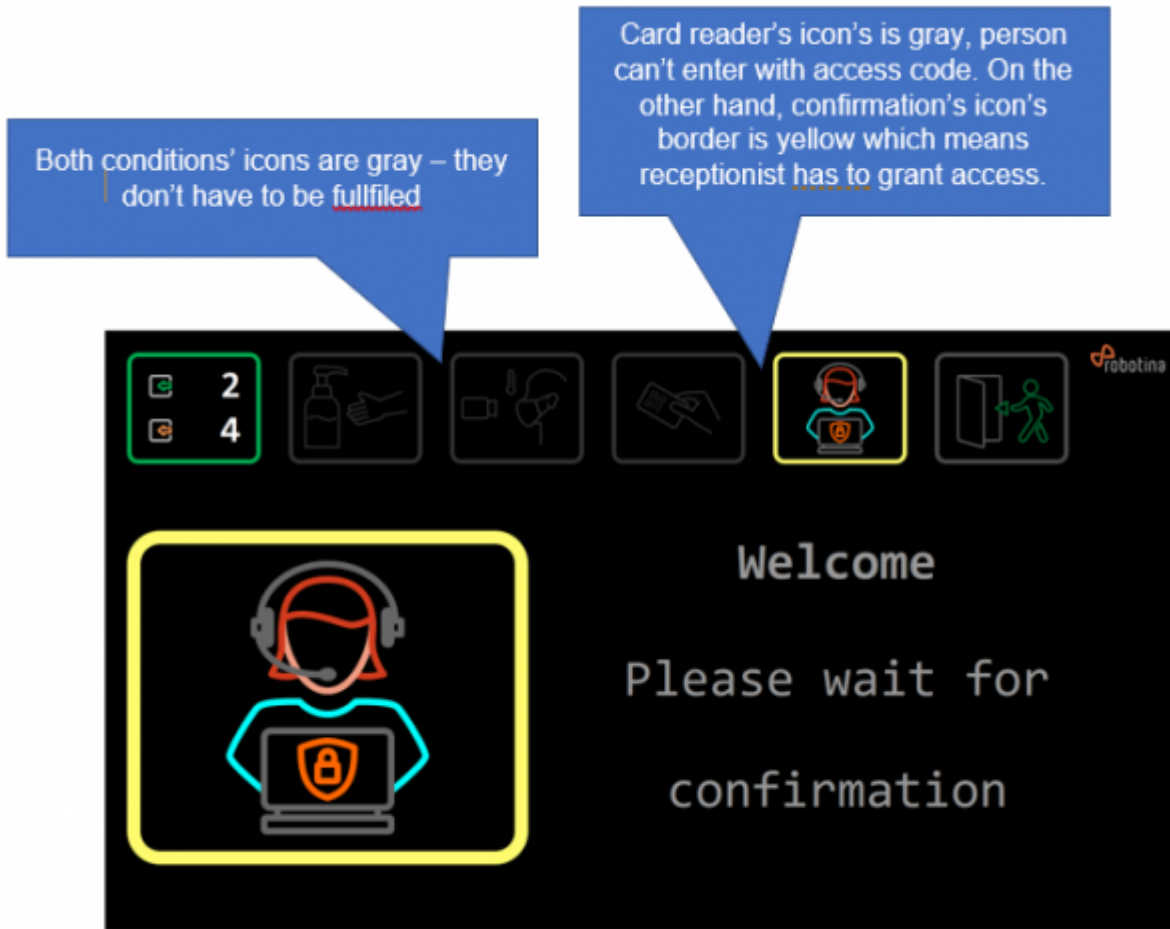 Card reader's icon's is gray, person
can't enter with access code. On the
other hand, confirmation's icon's
border is yellow which means
receptionist has to grant access.
Both conditions' icons are gray – they
don't have to be fullfiled
2
4
robotina
Welcome
Please wait for
confirmation